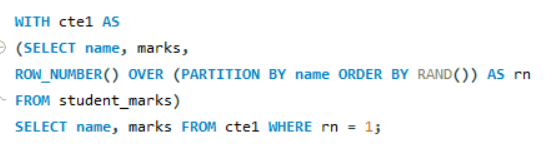 WITH cte1 AS
(SELECT name, marks,
ROW_NUMBER() OVER (PARTITION BY name ORDER BY RAND()) AS rn
FROM student_marks)
SELECT name, marks FROM cte1 WHERE rn = 1;